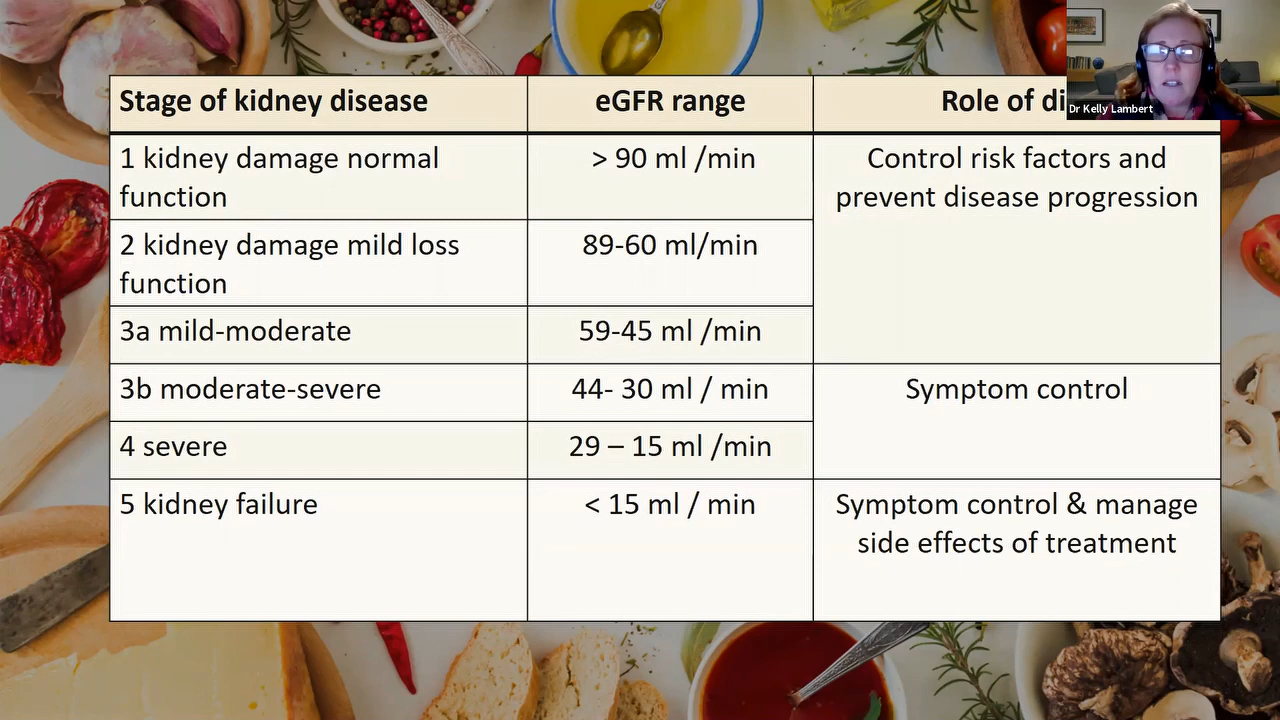 Stage of kidney disease
eGFR range
Role of
Dr Kelly Lambert
1 kidney damage normal
function
> 90 ml /min
Control risk factors and
prevent disease progression
2 kidney damage mild loss
function
89-60 ml/min
3a mild-moderate
59-45 ml /min
3b moderate-severe
44- 30 ml / min
Symptom control
4 severe
29 – 15 ml /min
5 kidney failure
< 15 ml / min
Symptom control & manage
side effects of treatment